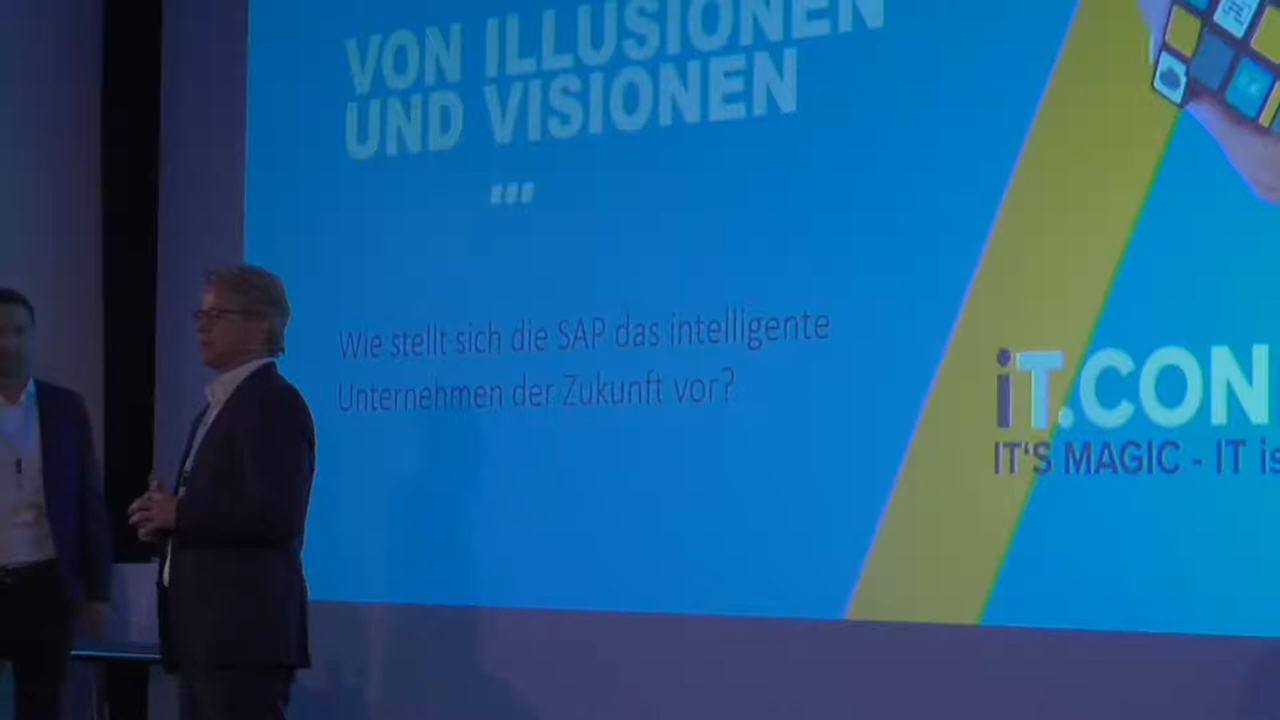 VON ILLUSIONEN
UND VISIONEN
...
Wie stellt sich die SAP das intelligente
Unternehmen der Zukunft vor?
iT.CON
IT'S MAGIC - IT is